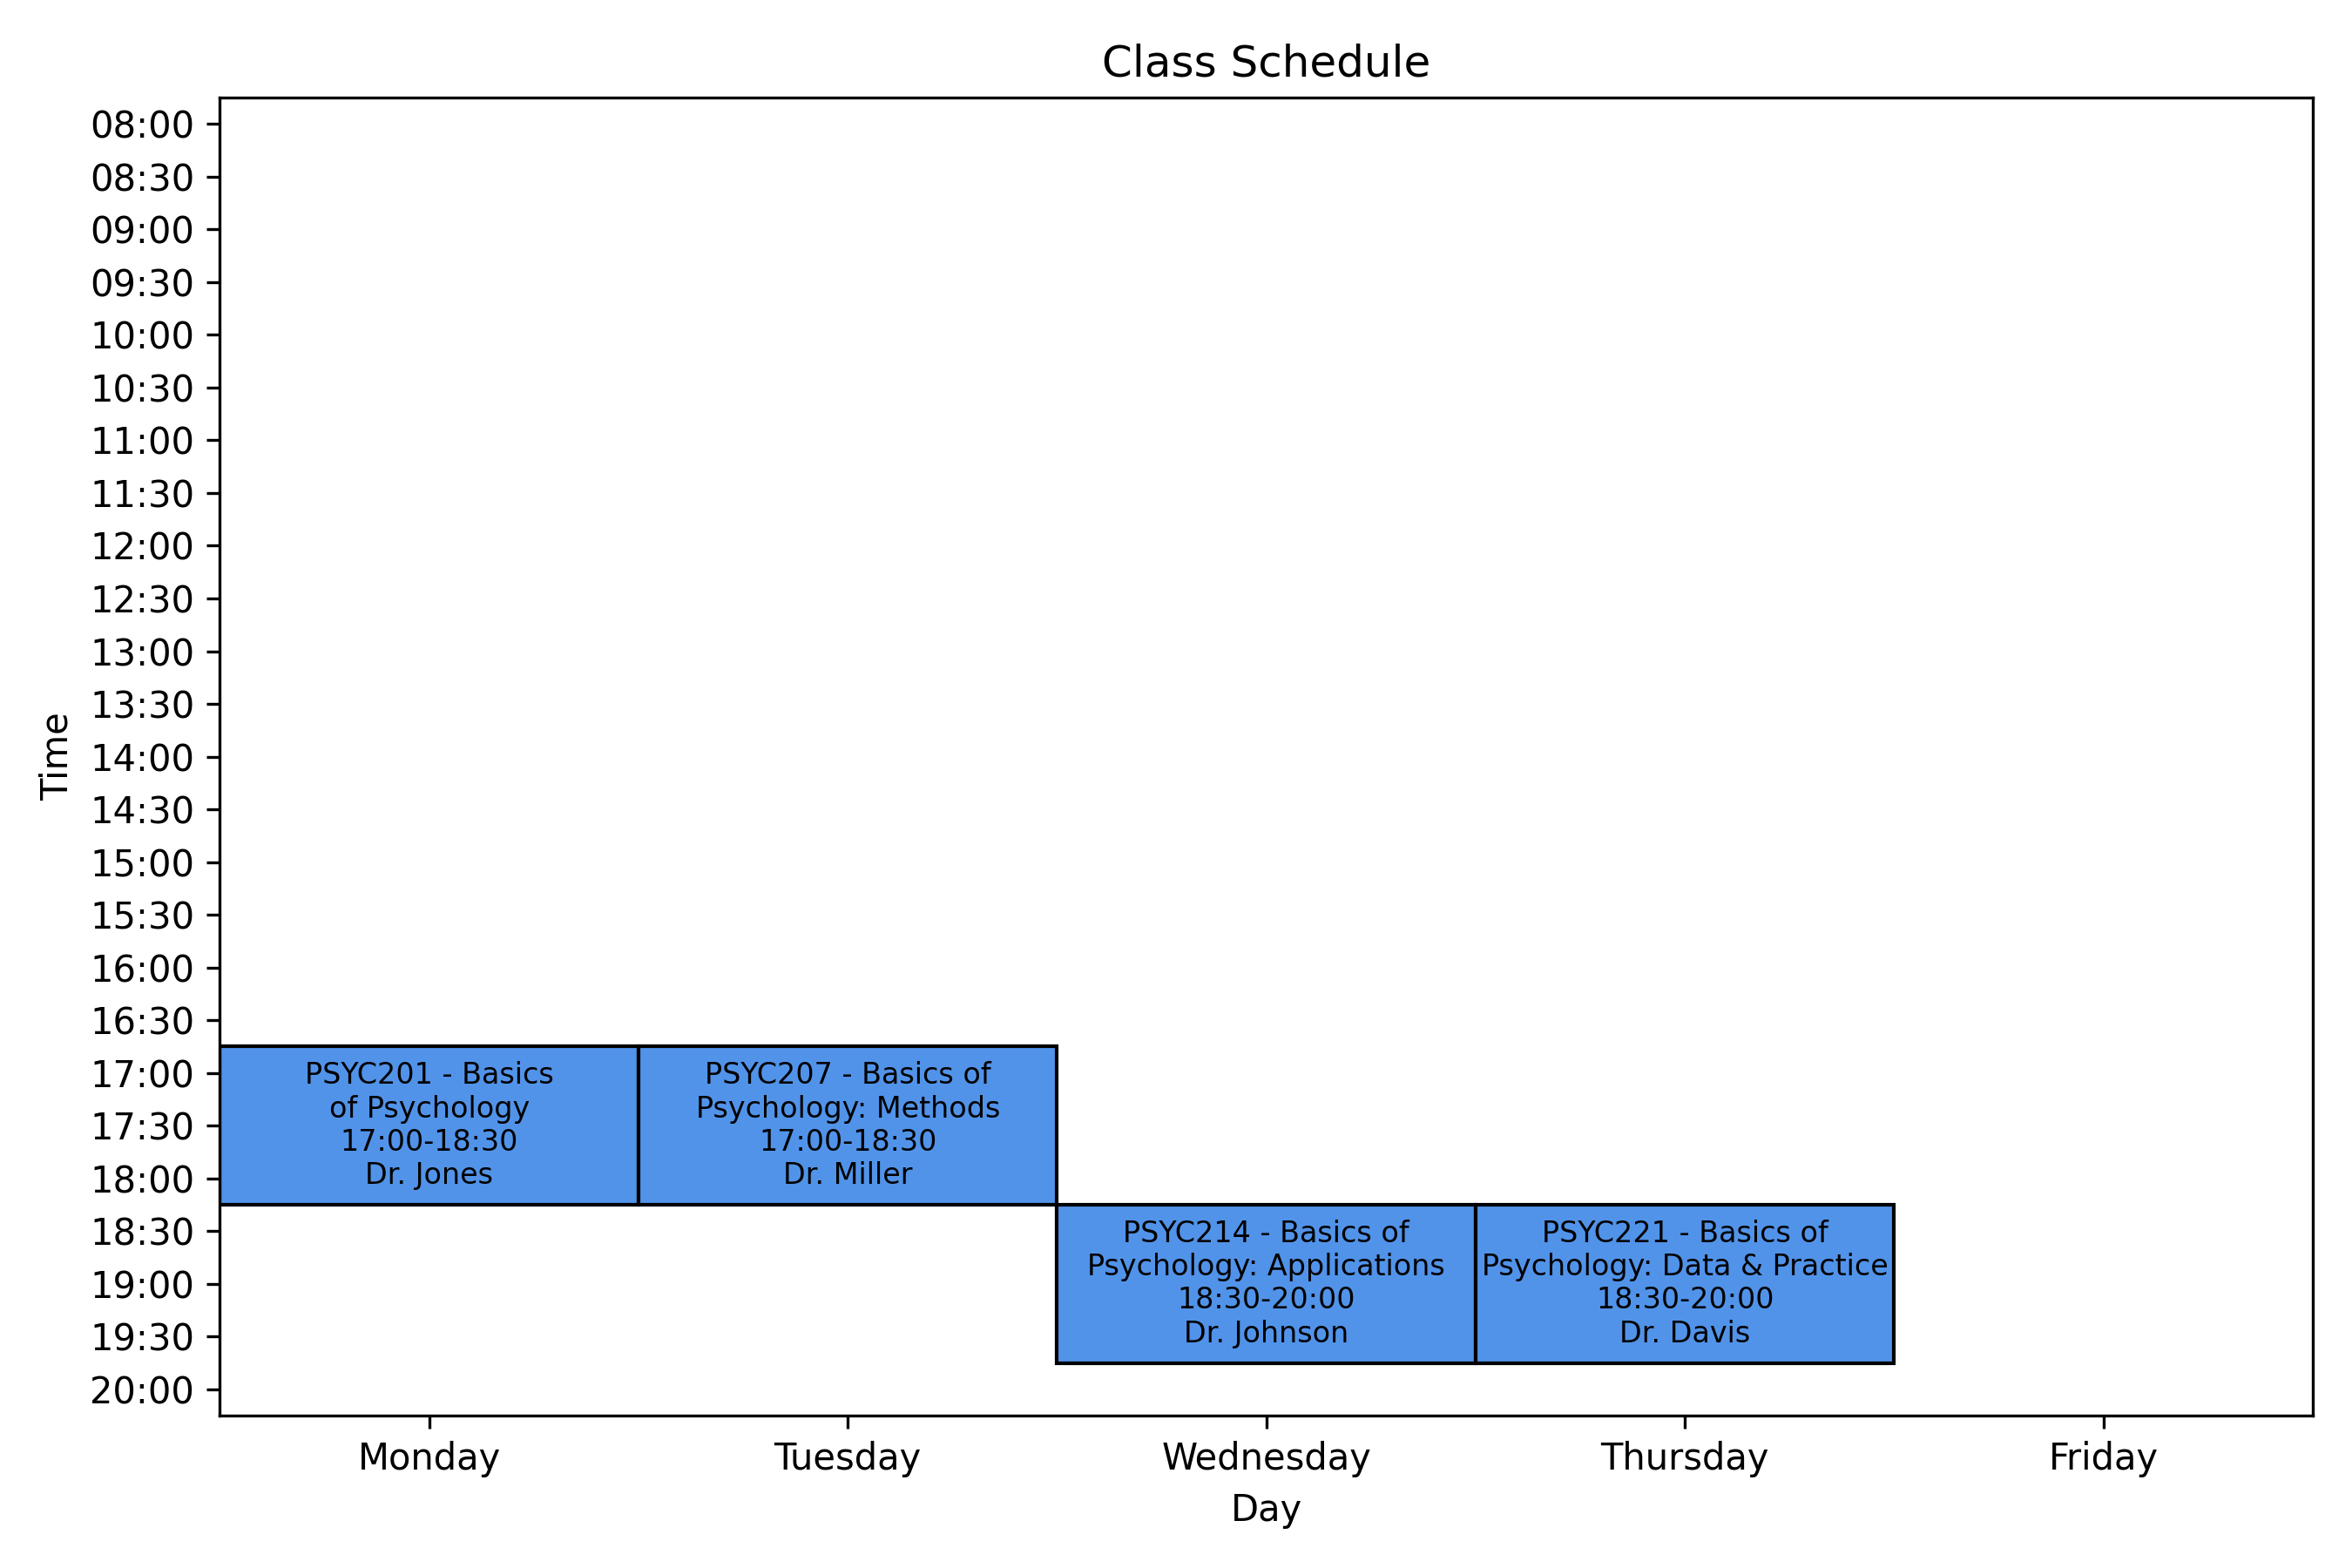 Class Schedule
Time
08:00
08:30
09:00
09:30
10:00
10:30
11:00
11:30
12:00
12:30
13:00
13:30
14:00
14:30
15:00
15:30
16:00
16:30
17:00
17:30
18:00
18:30
19:00
19:30
20:00
PSYC201 - Basics
of Psychology
17:00-18:30
Dr. Jones
PSYC207 - Basics of
Psychology: Methods
17:00-18:30
Dr. Miller
PSYC214 - Basics of
Psychology: Applications
18:30-20:00
Dr. Johnson
PSYC221 - Basics of
Psychology: Data & Practice
18:30-20:00
Dr. Davis
Monday
Tuesday
Wednesday
Thursday
Friday
Day